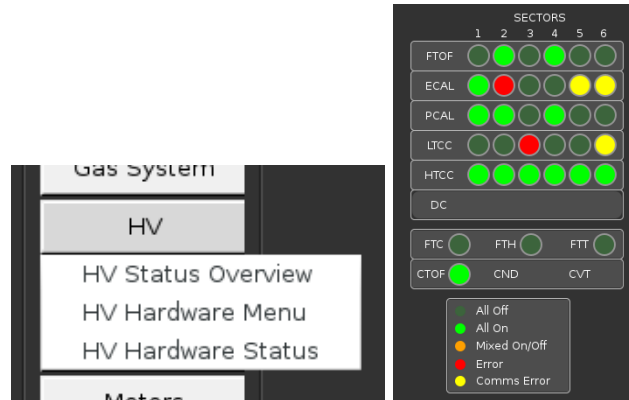 Gas System
HV
HV Status Overview
HV Hardware Menu
HV Hardware Status
Motors
SECTORS
1 2 3 4 5 6
FTOF
ECAL
PCAL
LTCC
HTCC
DC
FTC FTH FTT
CTOF CND CVT
All Off
All On
Mixed On/Off
Error
Comms Error